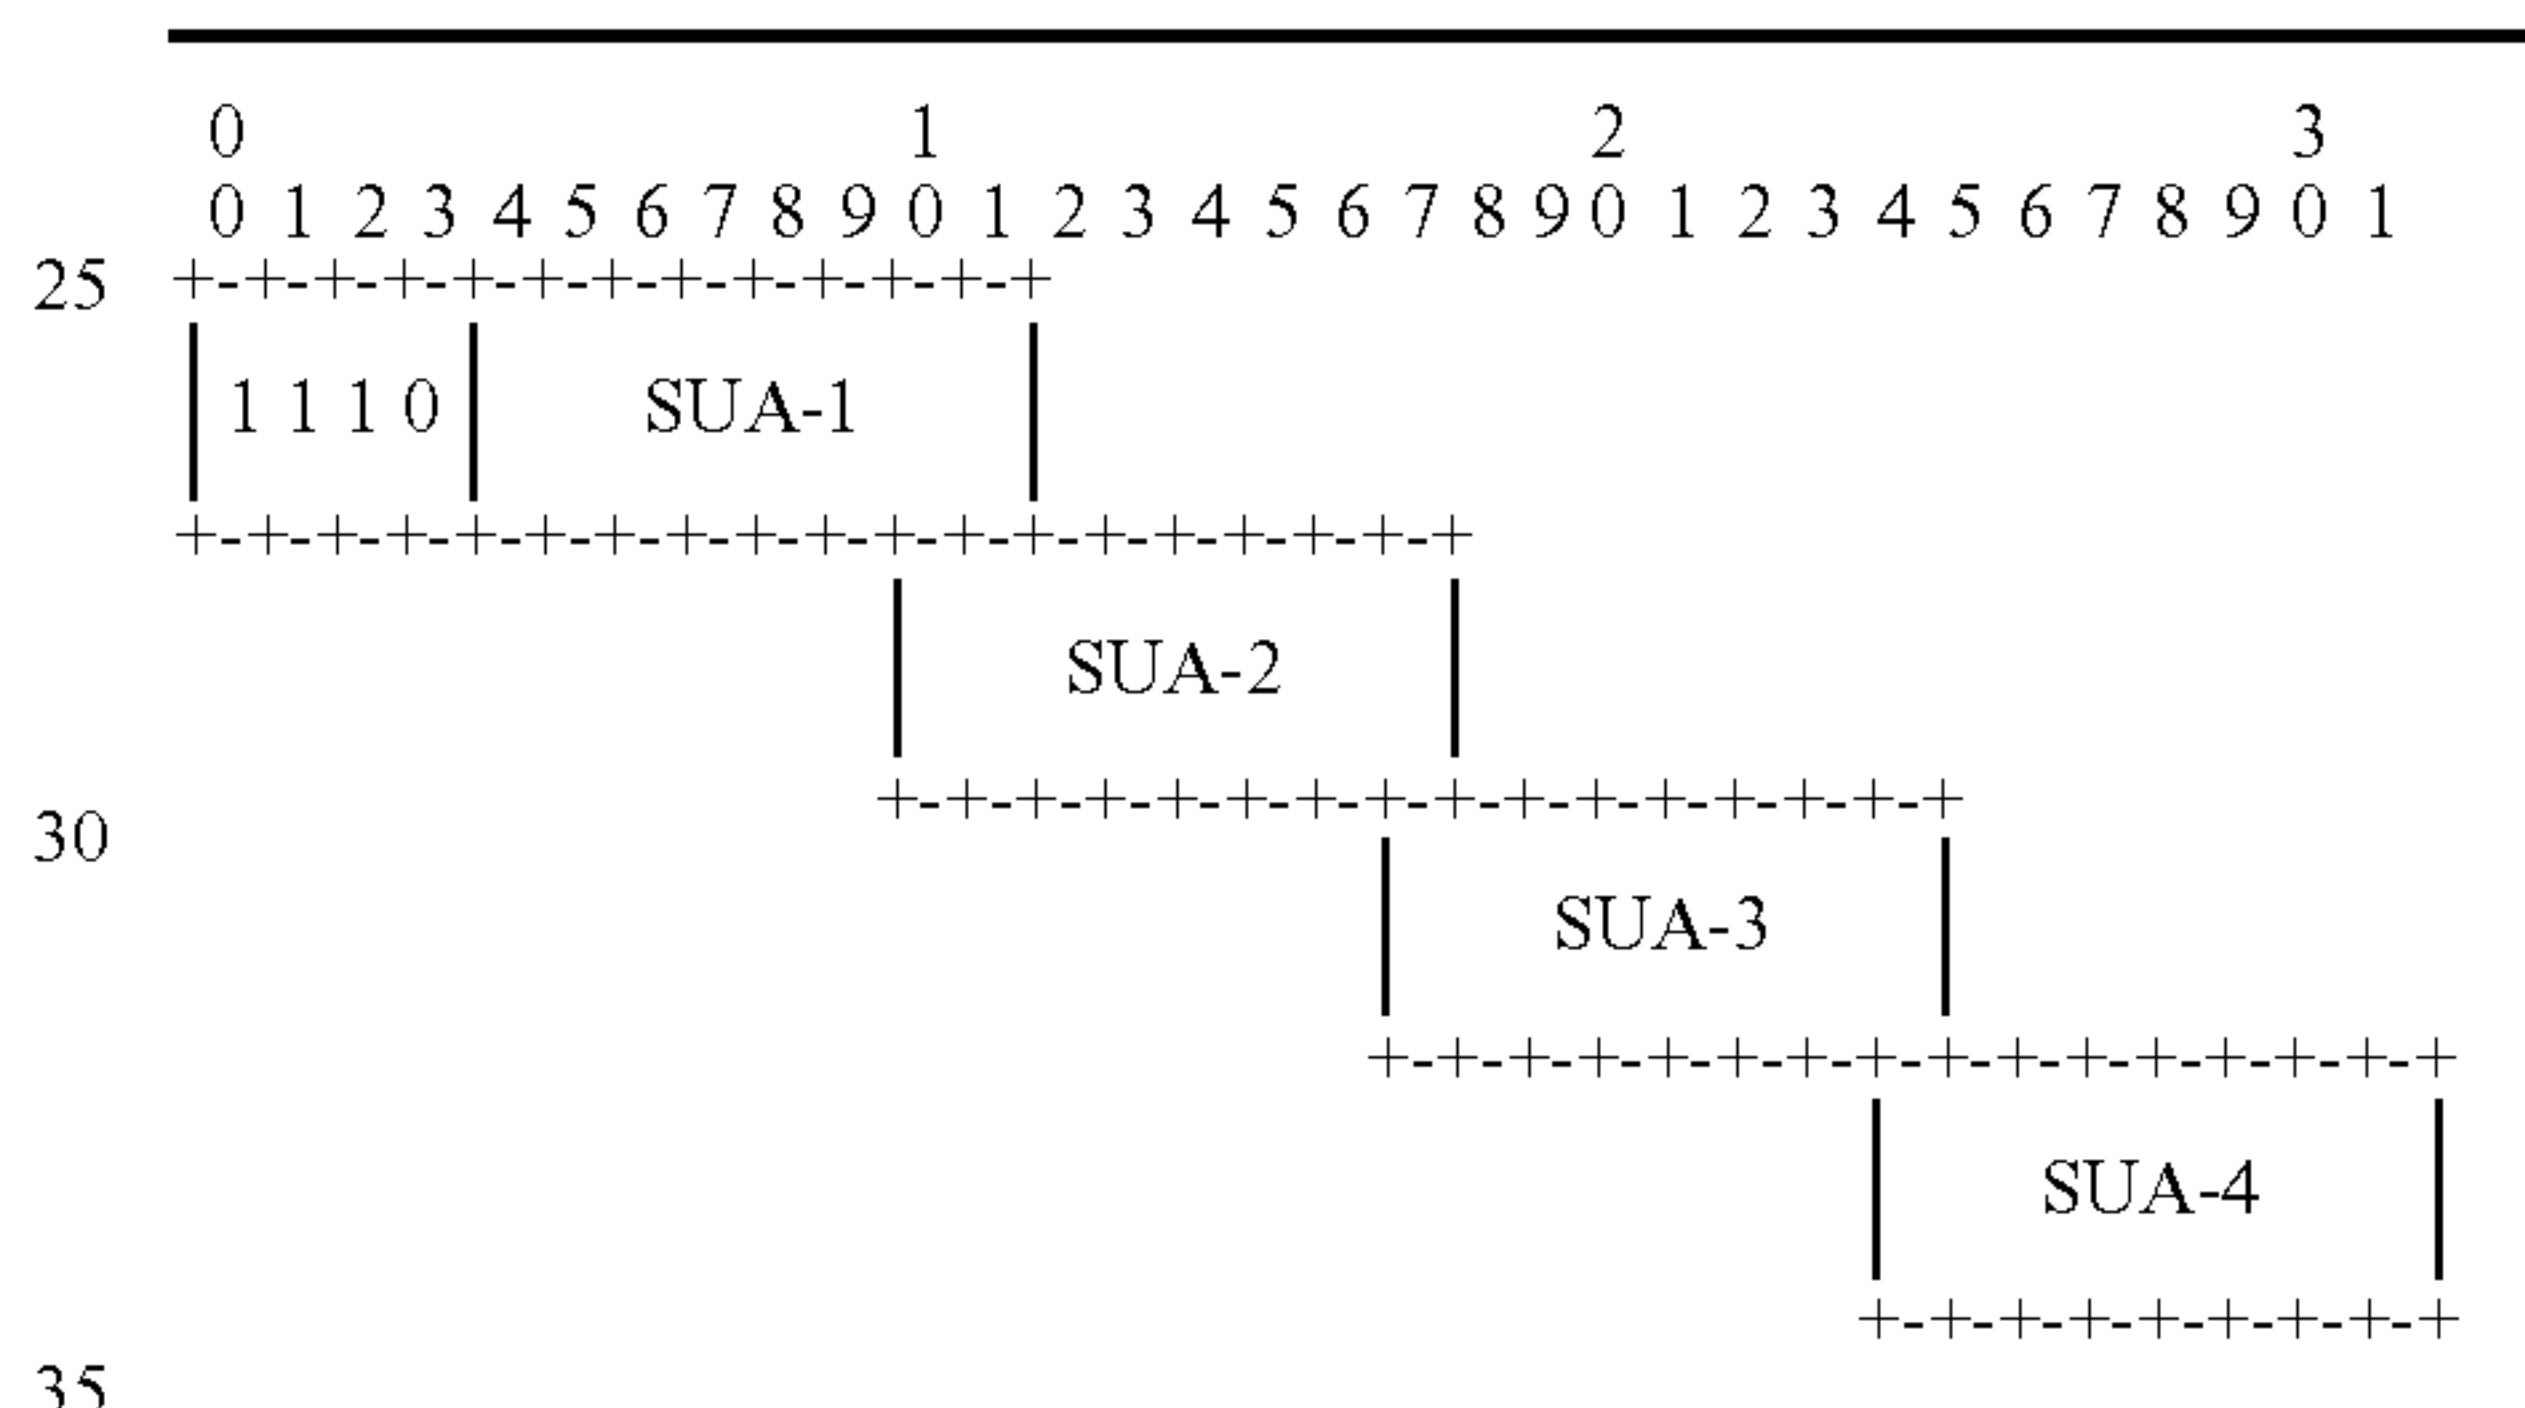 0 1 2 3
0 1 2 3 4 5 6 7 8 9 0 1 2 3 4 5 6 7 8 9 0 1 2 3 4 5 6 7 8 9 0 1
25 +-+-+-+-+-+-+-+-+-+-+-+-+
| 1 1 1 0 | SUA-1 |
+-+-+-+-+-+-+-+-+-+-+-+-+-+-+-+-+-+-+
| SUA-2 |
+-+-+-+-+-+-+-+-+-+-+-+-+-+-+-+
30
| SUA-3 |
+-+-+-+-+-+-+-+-+-+-+-+-+-+-+-+
| SUA-4 |
+-+-+-+-+-+-+-+-+
35